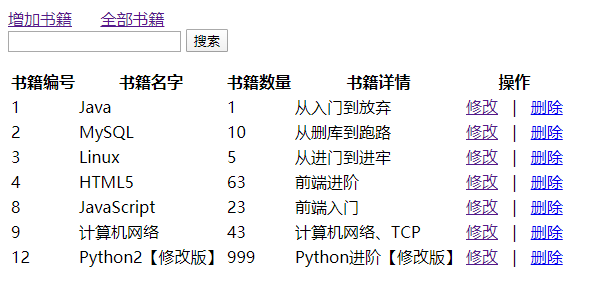 增加书籍 全部书籍
搜索
书籍编号 书籍名字 书籍数量 书籍详情 操作
1 Java 1 从入门到放弃 修改 | 删除
2 MySQL 10 从删库到跑路 修改 | 删除
3 Linux 5 从进门到进牢 修改 | 删除
4 HTML5 63 前端进阶 修改 | 删除
8 JavaScript 23 前端入门 修改 | 删除
9 计算机网络 43 计算机网络、TCP 修改 | 删除
12 Python2【修改版】 999 Python进阶【修改版】 修改 | 删除